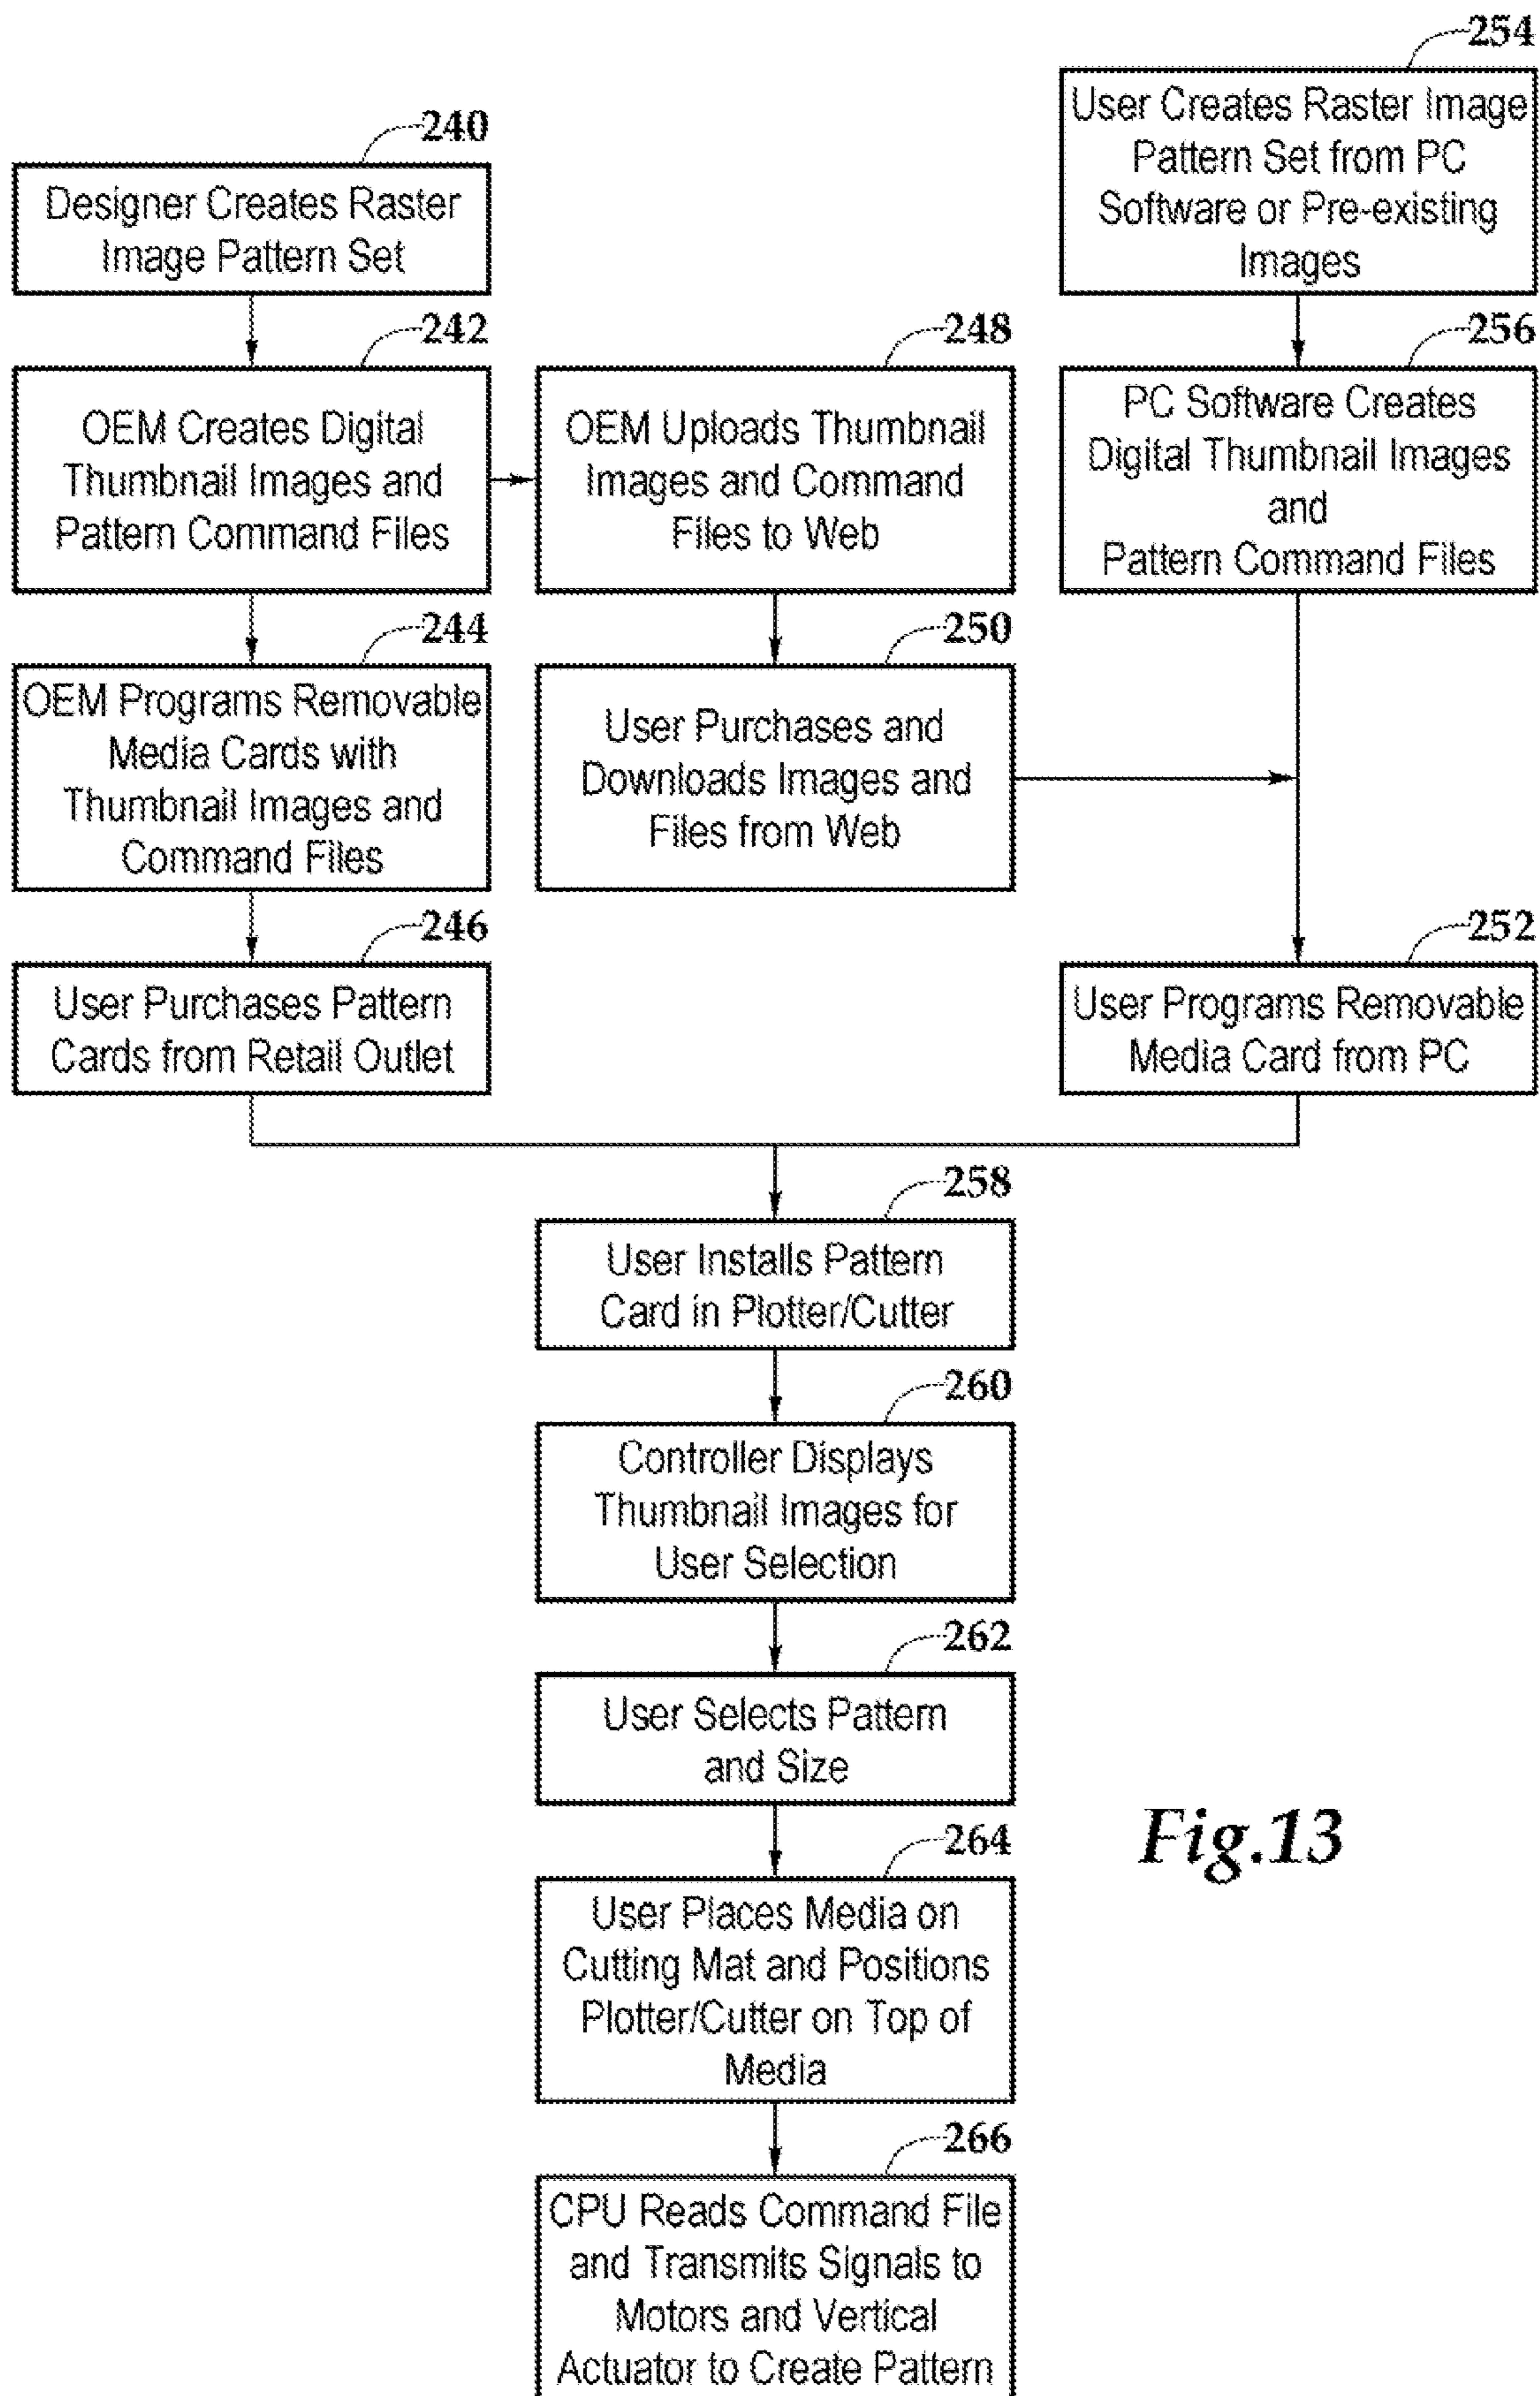 254
User Creates Raster Image
Pattern Set from PC
Software or Pre-existing
Images
240
Designer Creates Raster
Image Pattern Set
242
OEM Creates Digital
Thumbnail Images and
Pattern Command Files
248
OEM Uploads Thumbnail
Images and Command
Files to Web
256
PC Software Creates
Digital Thumbnail Images
and
Pattern Command Files
244
OEM Programs Removable
Media Cards with
Thumbnail Images and
Command Files
250
User Purchases and
Downloads Images and
Files from Web
246
User Purchases Pattern
Cards from Retail Outlet
252
User Programs Removable
Media Card from PC
258
User Installs Pattern
Card in Plotter/Cutter
260
Controller Displays
Thumbnail Images for
User Selection
262
User Selects Pattern
and Size
Fig.13
264
User Places Media on
Cutting Mat and Positions
Plotter/Cutter on Top of
Media
266
CPU Reads Command File
and Transmits Signals to
Motors and Vertical
Actuator to Create Pattern